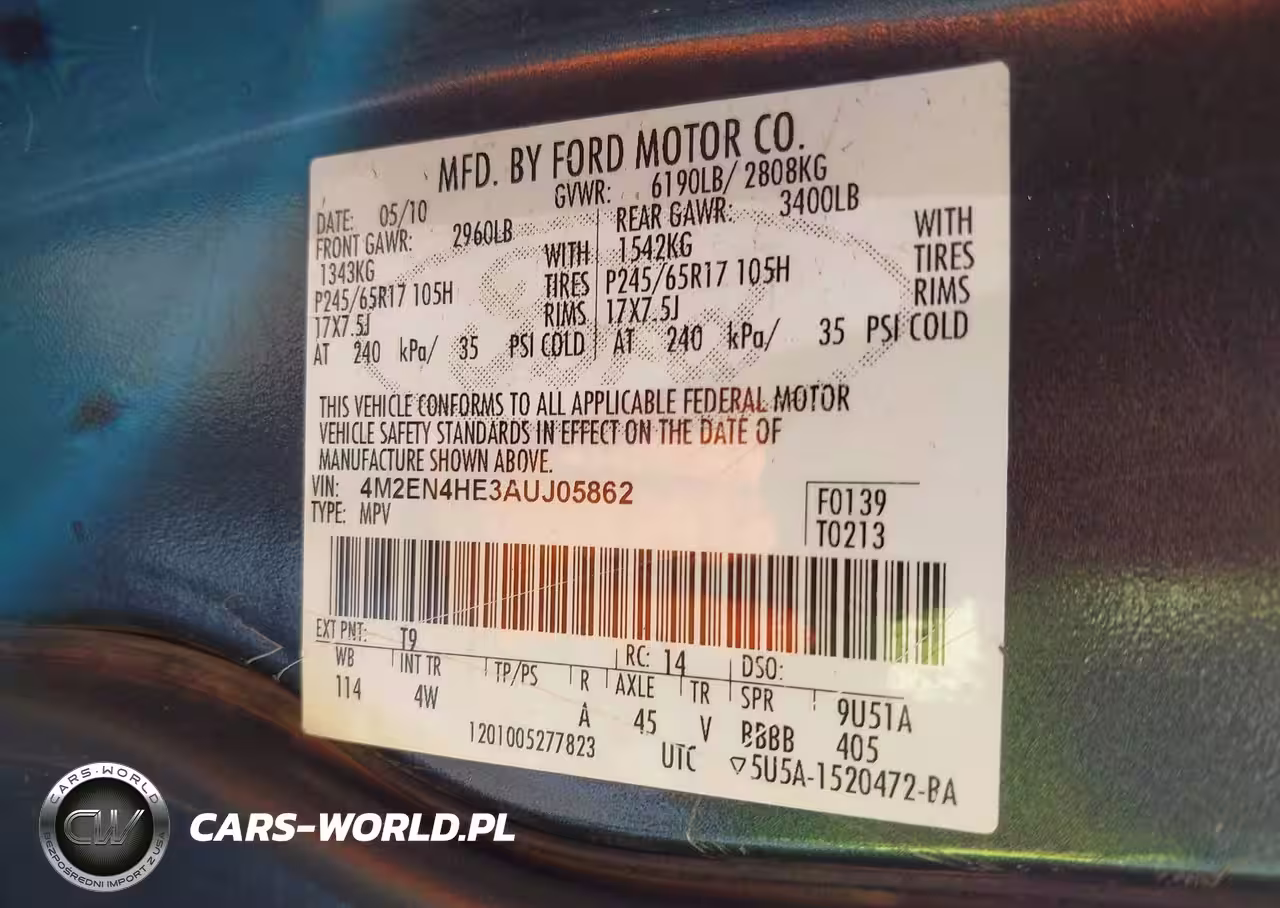 MFD. BY FORD MOTOR CO.
DATE: 05/10 GVWR: 6190LB/ 2808KG
FRONT GAWR: 2960LB REAR GAWR: 3400LB
1343KG WITH 1542KG WITH
P245/65R17 105H TIRES P245/65R17 105H TIRES
17X7.5J RIMS 17X7.5J RIMS
AT 240 kPa/ 35 PSI COLD AT 240 kPa/ 35 PSI COLD
THIS VEHICLE CONFORMS TO ALL APPLICABLE FEDERAL MOTOR
VEHICLE SAFETY STANDARDS IN EFFECT ON THE DATE OF
MANUFACTURE SHOWN ABOVE.
VIN: 4M2EN4HE3AUJ05862
TYPE: MPV
F0139
T0213
EXT PNT: T9 RC: 14 DSO:
WB INT TR TP/PS R AXLE TR SPR 9U51A
114 4W A 45 V BBBB 405
1201005277823 UTC ▽5U5A-1520472-BA
CARS-WORLD
CW
BEZPOŚREDNI IMPORT Z USA
CARS-WORLD.PL